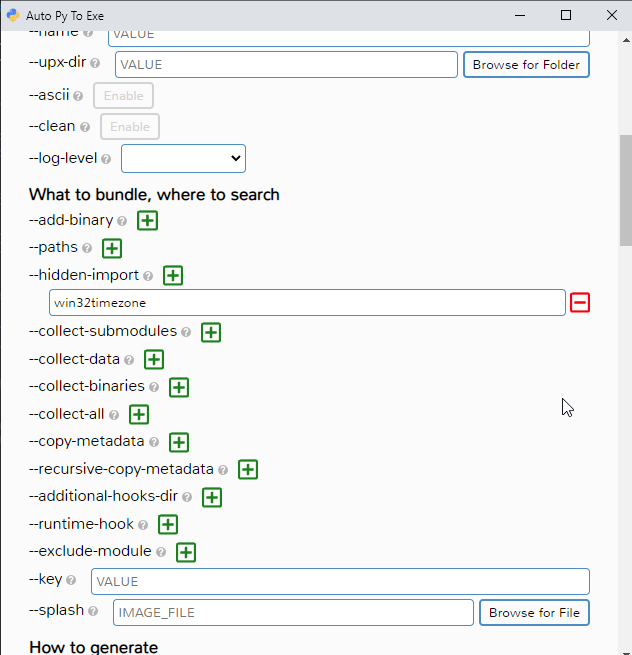 Auto Py To Exe
--name ? VALUE
--upx-dir ? VALUE Browse for Folder
--ascii ? Enable
--clean ? Enable
--log-level ?
What to bundle, where to search
--add-binary ?
--paths ?
--hidden-import ?
win32timezone
--collect-submodules ?
--collect-data ?
--collect-binaries ?
--collect-all ?
--copy-metadata ?
--recursive-copy-metadata ?
--additional-hooks-dir ?
--runtime-hook ?
--exclude-module ?
--key ? VALUE
--splash ? IMAGE_FILE Browse for File
How to generate